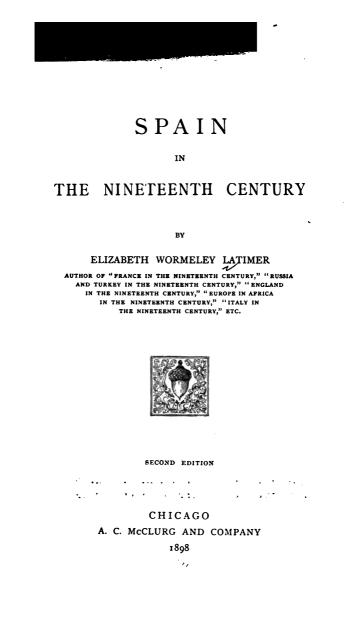 SPAIN
IN
THE NINETEENTH CENTURY
BY
ELIZABETH WORMELEY LATIMER
AUTHOR OF "FRANCE IN THE NINETEENTH CENTURY," "RUSSIA
AND TURKEY IN THE NINETEENTH CENTURY," "ENGLAND
IN THE NINETEENTH CENTURY," "EUROPE IN AFRICA
IN THE NINETEENTH CENTURY," "ITALY IN
THE NINETEENTH CENTURY," ETC.
SECOND EDITION
CHICAGO
A. C. McCLURG AND COMPANY
1898